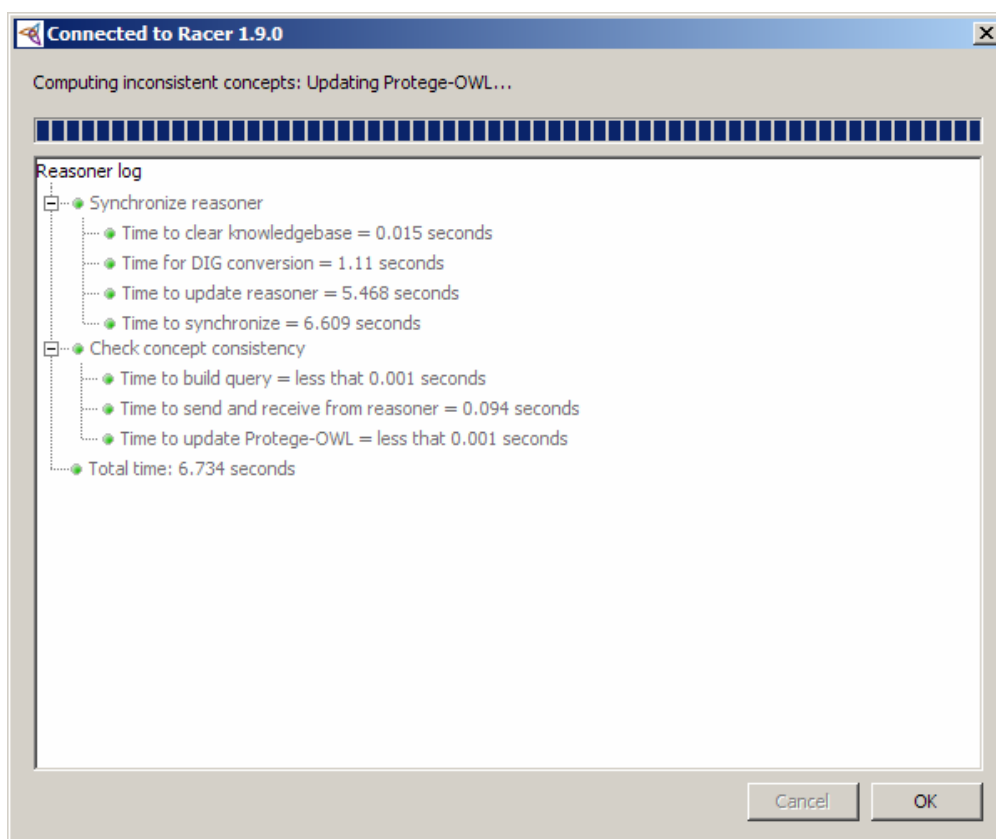 Connected to Racer 1.9.0
Computing inconsistent concepts: Updating Protege-OWL...
Reasoner log
Synchronize reasoner
Time to clear knowledgebase = 0.015 seconds
Time for DIG conversion = 1.11 seconds
Time to update reasoner = 5.468 seconds
Time to synchronize = 6.609 seconds
Check concept consistency
Time to build query = less that 0.001 seconds
Time to send and receive from reasoner = 0.094 seconds
Time to update Protege-OWL = less that 0.001 seconds
Total time: 6.734 seconds
Cancel OK